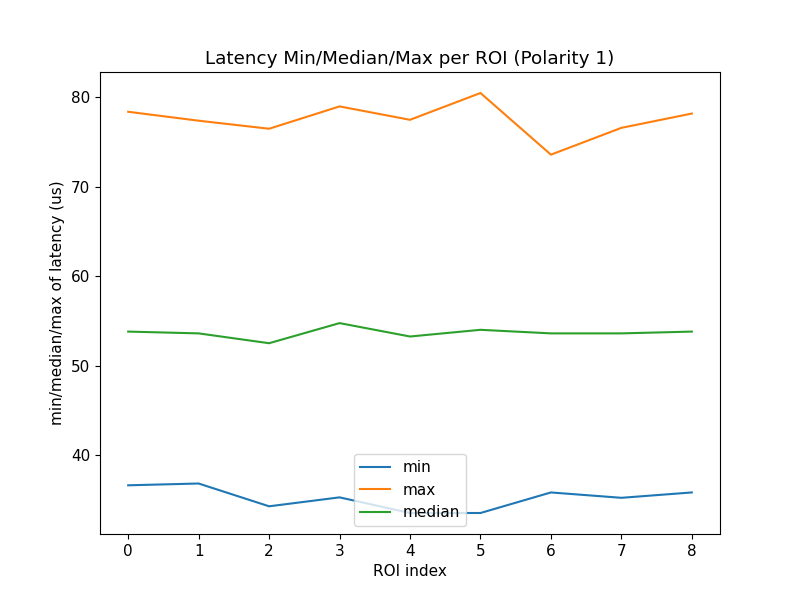 Latency Min/Median/Max per ROI (Polarity 1)
80
70
60
50
40
min/median/max of latency (us)
min
max
median
0 1 2 3 4 5 6 7 8
ROI index